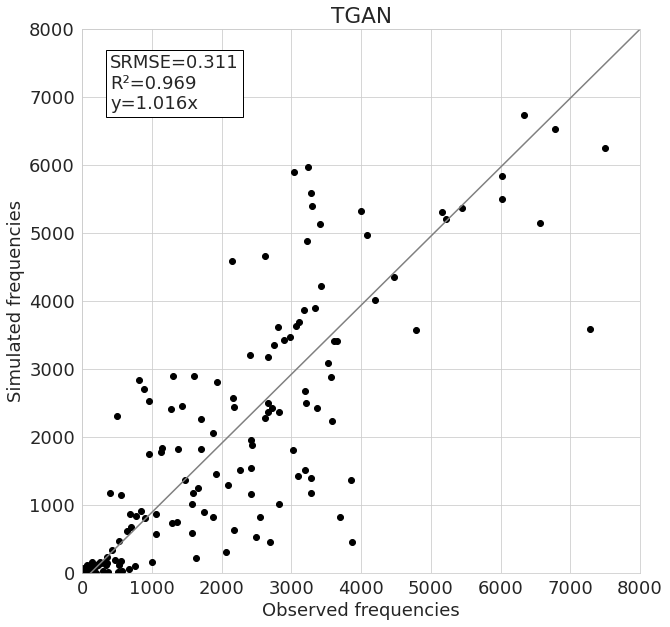 TGAN
SRMSE=0.311
R²=0.969
y=1.016x
8000
7000
6000
5000
4000
3000
2000
1000
0
Simulated frequencies
0 1000 2000 3000 4000 5000 6000 7000 8000
Observed frequencies